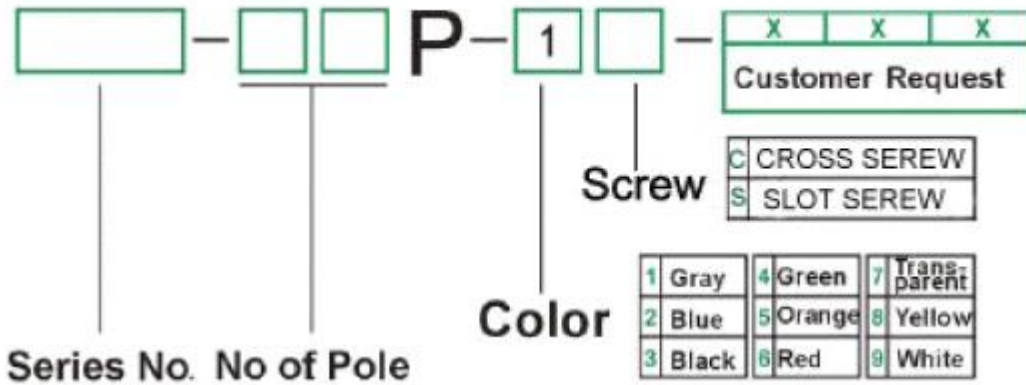 — P — 1 — X X X
Customer Request
Screw
C CROSS SEREW
S SLOT SEREW
Color
1 Gray 4 Green 7 Trans-parent
2 Blue 5 Orange 8 Yellow
3 Black 6 Red 9 White
Series No. No of Pole